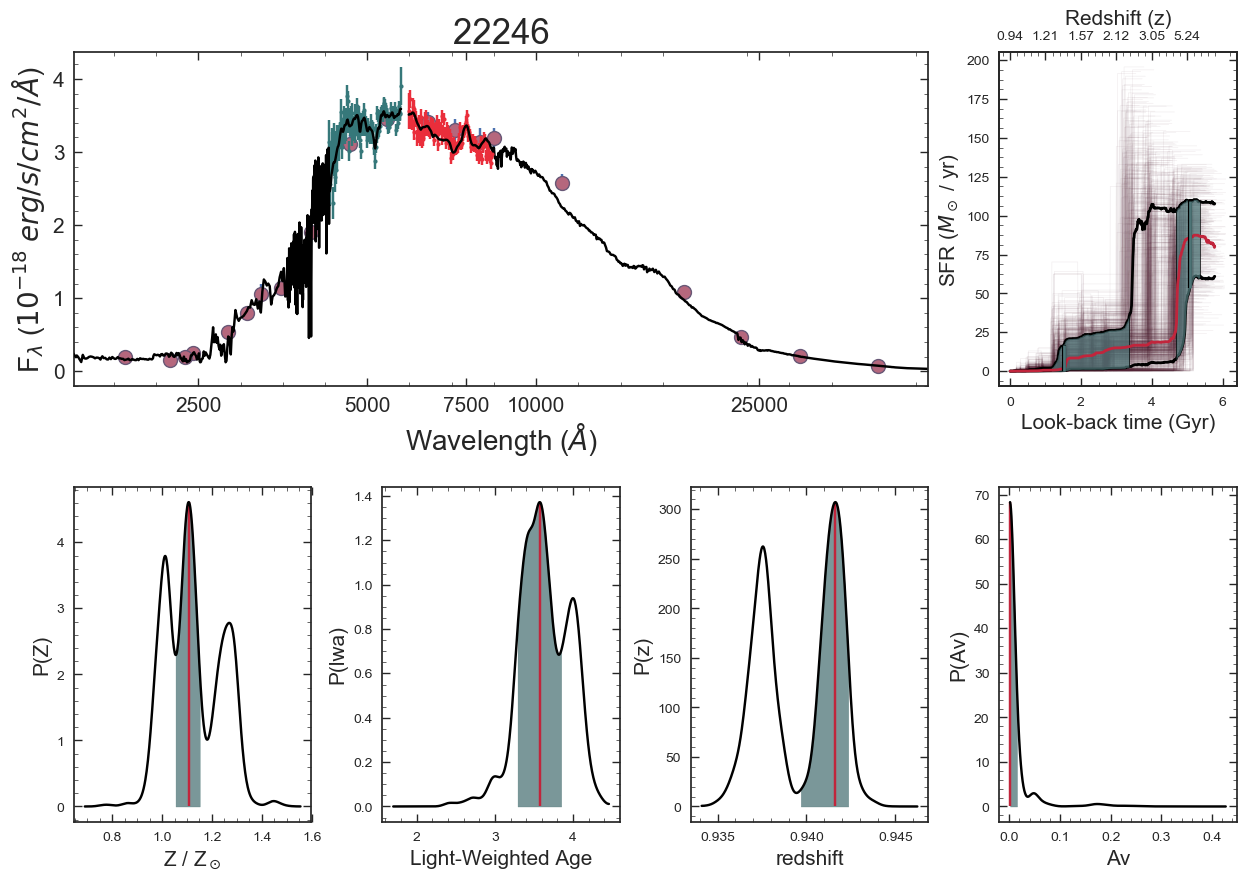 22246
Redshift (z)
0.94 1.21 1.57 2.12 3.05 5.24
F_λ (10^−18 erg/s/cm^2/Å)
4
3
2
1
0
2500 5000 7500 10000 25000
Wavelength (Å)
SFR (M_⊙ / yr)
200
175
150
125
100
75
50
25
0
0 2 4 6
Look-back time (Gyr)
P(Z)
4
3
2
1
0
0.8 1.0 1.2 1.4 1.6
Z / Z_⊙
P(lwa)
1.4
1.2
1.0
0.8
0.6
0.4
0.2
0.0
2 3 4
Light-Weighted Age
P(z)
300
250
200
150
100
50
0
0.935 0.940 0.945
redshift
P(Av)
70
60
50
40
30
20
10
0
0.0 0.1 0.2 0.3 0.4
Av